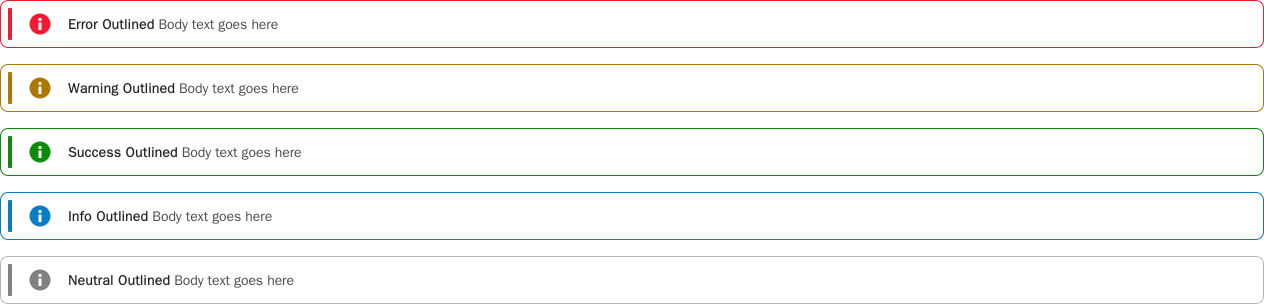 Error Outlined Body text goes here
Warning Outlined Body text goes here
Success Outlined Body text goes here
Info Outlined Body text goes here
Neutral Outlined Body text goes here